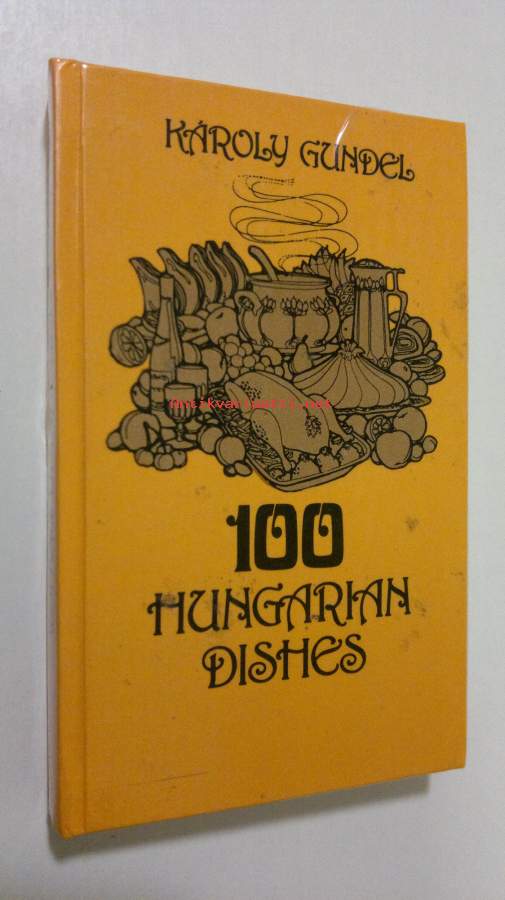 KÁROLY GUNDEL
Antikvariaatti.net
100
HUNGARIAN
DISHES